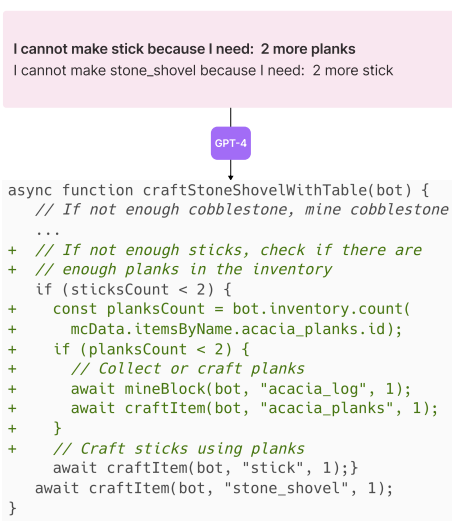 I cannot make stick because I need:  2 more planks
I cannot make stone_shovel because I need:  2 more stick
GPT-4
async function craftStoneShovelWithTable(bot) {
   // If not enough cobblestone, mine cobblestone
   ...
+  // If not enough sticks, check if there are
+  // enough planks in the inventory
   if (sticksCount < 2) {
+    const planksCount = bot.inventory.count(
+      mcData.itemsByName.acacia_planks.id);
+    if (planksCount < 2) {
+      // Collect or craft planks
+      await mineBlock(bot, "acacia_log", 1);
+      await craftItem(bot, "acacia_planks", 1);
+    }
+    // Craft sticks using planks
     await craftItem(bot, "stick", 1);}
   await craftItem(bot, "stone_shovel", 1);
}